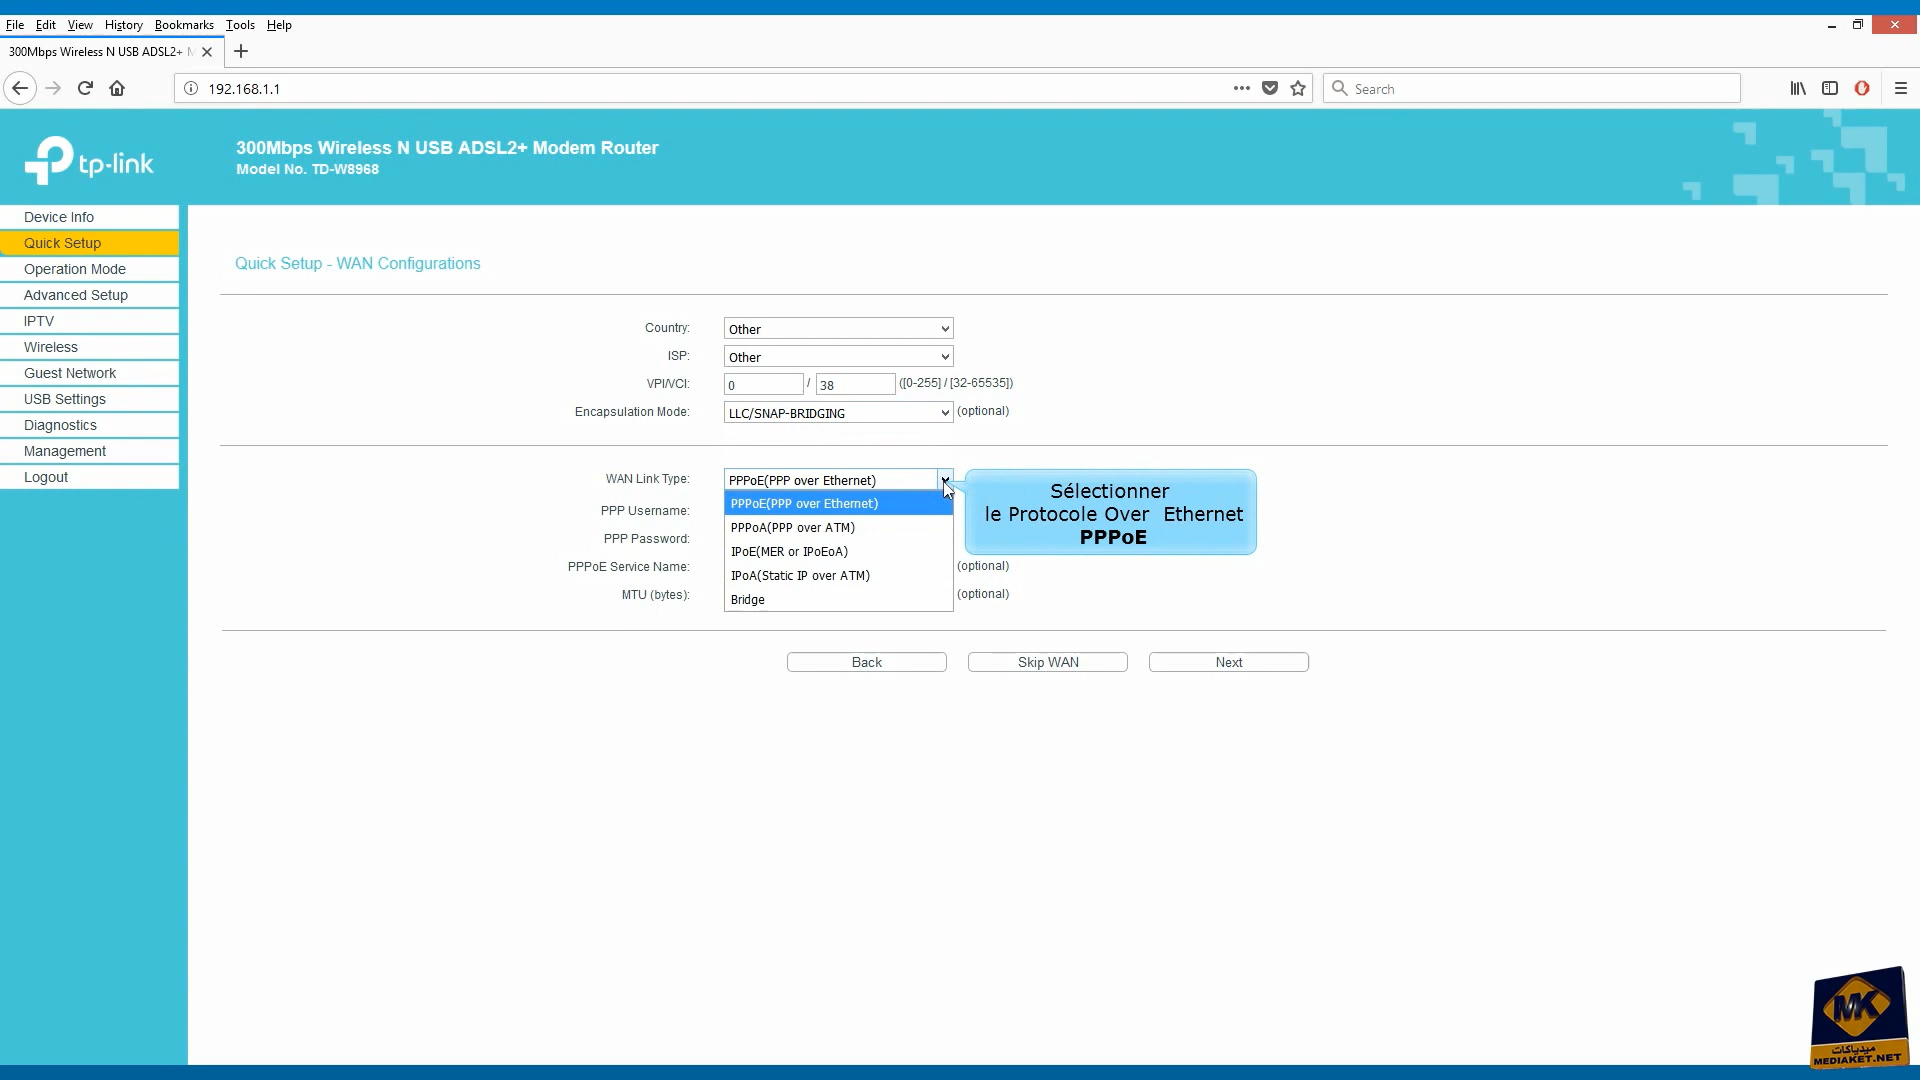 File Edit View History Bookmarks Tools Help
300Mbps Wireless N USB ADSL2+
192.168.1.1
Search
tp-link
300Mbps Wireless N USB ADSL2+ Modem Router
Model No. TD-W8968
Device Info
Quick Setup
Operation Mode
Advanced Setup
IPTV
Wireless
Guest Network
USB Settings
Diagnostics
Management
Logout
Quick Setup - WAN Configurations
Country: Other
ISP: Other
VPI/VCI: 0 / 38 ([0-255] / [32-65535])
Encapsulation Mode: LLC/SNAP-BRIDGING (optional)
WAN Link Type: PPPoE(PPP over Ethernet)
PPPoE(PPP over Ethernet)
PPPoA(PPP over ATM)
IPoE(MER or IPoEoA)
IPoA(Static IP over ATM)
Bridge
PPP Username:
PPP Password:
PPPoE Service Name: (optional)
MTU (bytes): (optional)
Sélectionner
le Protocole Over Ethernet
PPPoE
Back Skip WAN Next
MK
ميدياكات
MEDIAKET.NET